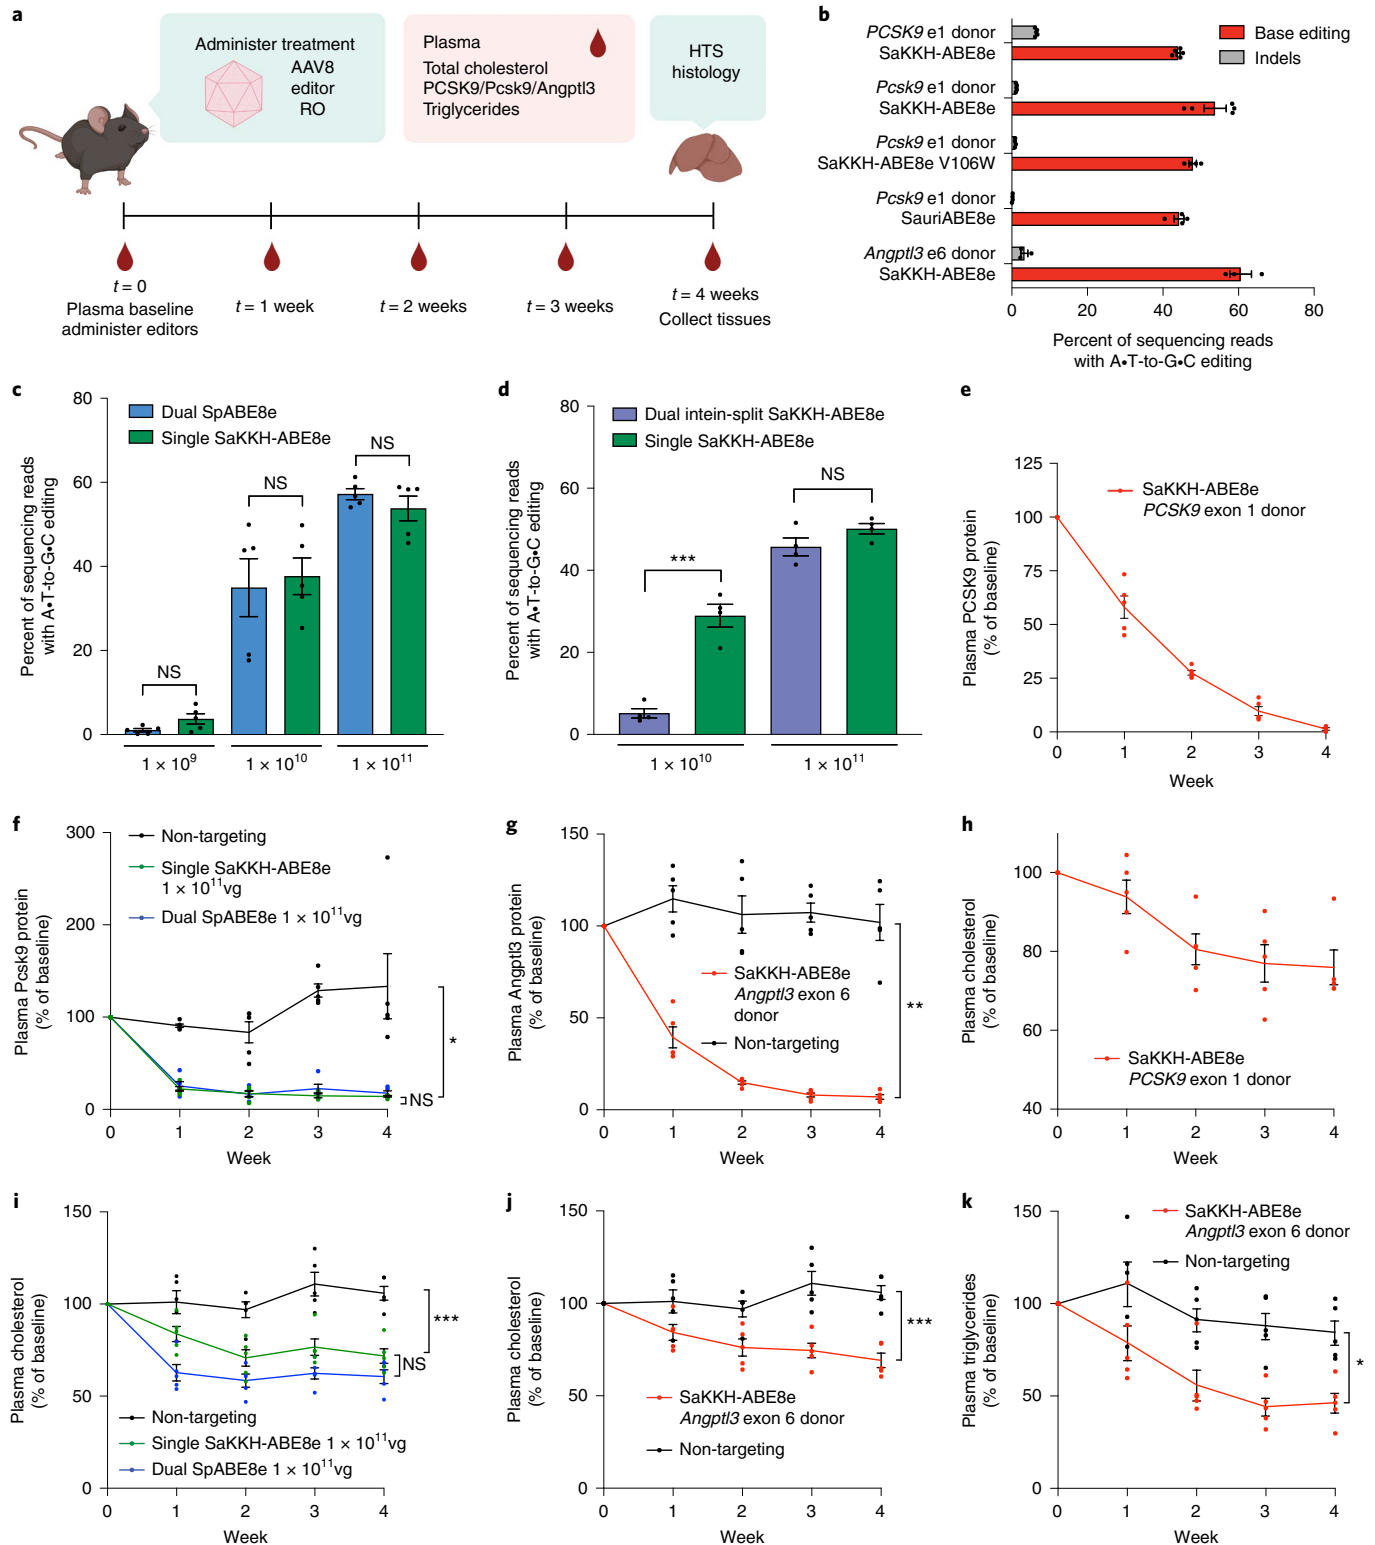 a
Administer treatment
AAV8
editor
RO
Plasma
Total cholesterol
PCSK9/Pcsk9/Angptl3
Triglycerides
HTS
histology
t = 0
Plasma baseline
administer editors
t = 1 week
t = 2 weeks
t = 3 weeks
t = 4 weeks
Collect tissues
b
PCSK9 e1 donor
SaKKH-ABE8e
Pcsk9 e1 donor
SaKKH-ABE8e
Pcsk9 e1 donor
SaKKH-ABE8e V106W
Pcsk9 e1 donor
SauriABE8e
Angptl3 e6 donor
SaKKH-ABE8e
Base editing
Indels
0 20 40 60 80
Percent of sequencing reads
with A•T-to-G•C editing
c
Percent of sequencing reads
with A•T-to-G•C editing
80
60
40
20
0
Dual SpABE8e
Single SaKKH-ABE8e
NS
NS
NS
1 × 10⁹
1 × 10¹⁰
1 × 10¹¹
d
Percent of sequencing reads
with A•T-to-G•C editing
80
60
40
20
0
Dual intein-split SaKKH-ABE8e
Single SaKKH-ABE8e
***
NS
1 × 10¹⁰
1 × 10¹¹
e
Plasma PCSK9 protein
(% of baseline)
125
100
75
50
25
0
SaKKH-ABE8e
PCSK9 exon 1 donor
0 1 2 3 4
Week
f
Plasma Pcsk9 protein
(% of baseline)
300
200
100
0
Non-targeting
Single SaKKH-ABE8e
1 × 10¹¹vg
Dual SpABE8e 1 × 10¹¹vg
*
NS
0 1 2 3 4
Week
g
Plasma Angptl3 protein
(% of baseline)
150
100
50
0
SaKKH-ABE8e
Angptl3 exon 6
donor
Non-targeting
**
0 1 2 3 4
Week
h
Plasma cholesterol
(% of baseline)
100
80
60
40
SaKKH-ABE8e
PCSK9 exon 1 donor
0 1 2 3 4
Week
i
Plasma cholesterol
(% of baseline)
150
100
50
0
***
NS
Non-targeting
Single SaKKH-ABE8e 1 × 10¹¹vg
Dual SpABE8e 1 × 10¹¹vg
0 1 2 3 4
Week
j
Plasma cholesterol
(% of baseline)
150
100
50
0
***
SaKKH-ABE8e
Angptl3 exon 6 donor
Non-targeting
0 1 2 3 4
Week
k
Plasma triglycerides
(% of baseline)
150
100
50
0
SaKKH-ABE8e
Angptl3 exon 6 donor
Non-targeting
*
0 1 2 3 4
Week